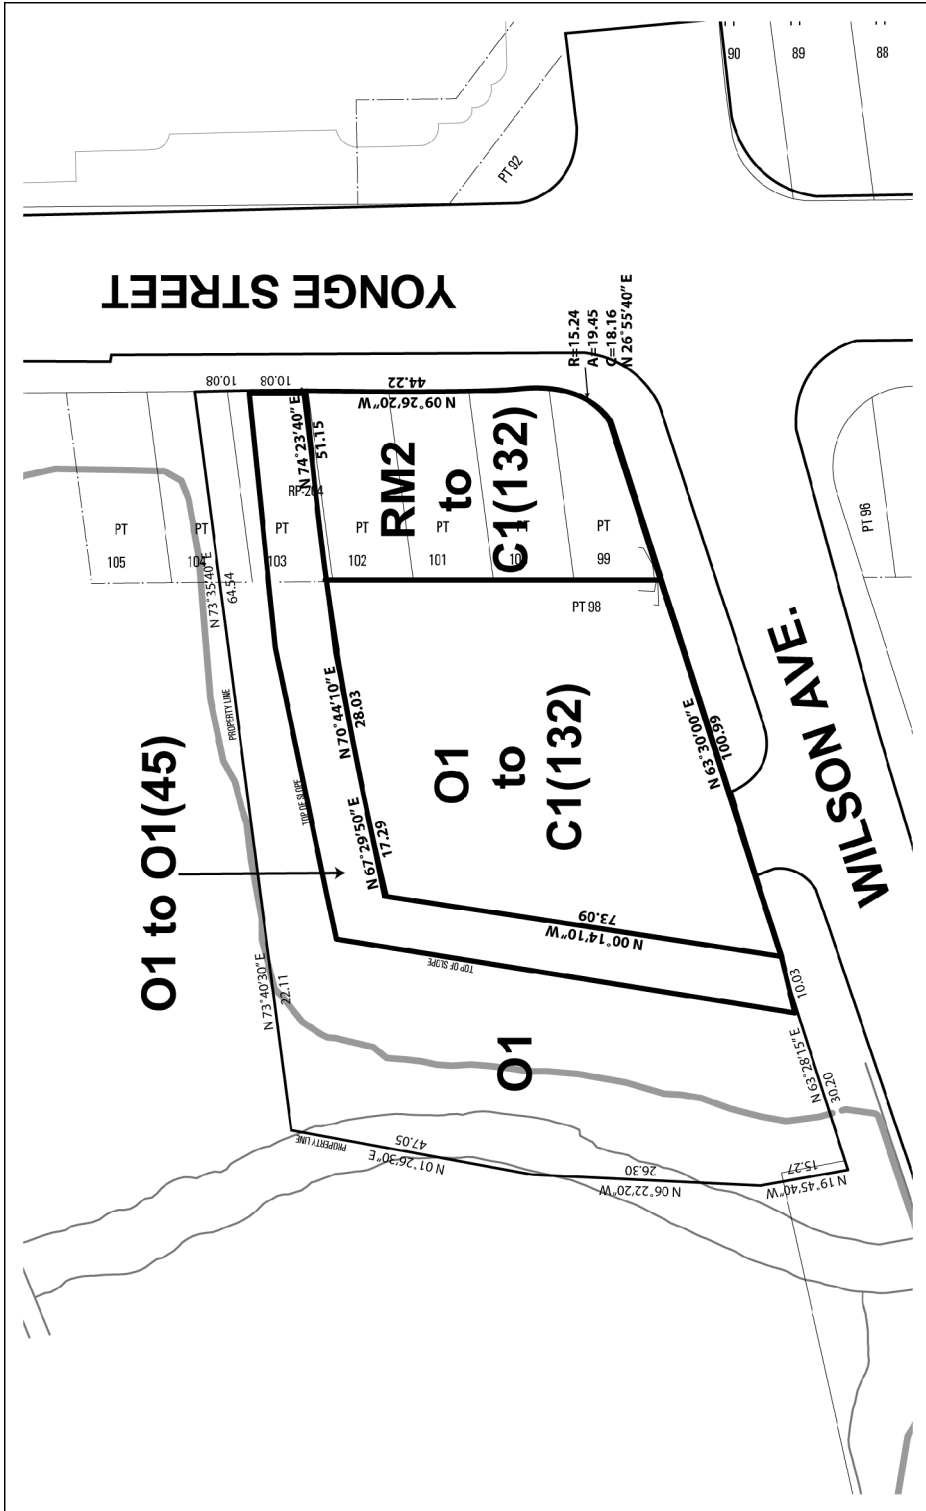 90
89
88
PT 92
YONGE STREET
R=15.24
A=19.45
C=18.16
N 26°55'40" E
10.08
10.08
44.22
N 09°26'20" W
N 74°23'40" E
51.15
RM2
to
C1(132)
RP-204
PT
105
PT
104
PT
103
PT
102
PT
101
PT
99
PT 98
PT 96
N 73°35'40" E
64.54
PROPERTY LINE
TOP OF SLOPE
N 70°44'10" E
28.03
N 67°29'50" E
17.29
O1
to
C1(132)
N 63°30'00" E
100.99
WILSON AVE.
O1 to O1(45)
73.09
N 00°14'10" W
TOP OF SLOPE
10.03
N 73°40'30" E
22.11
O1
N 63°28'15" E
30.20
PROPERTY LINE
47.05
N 01°26'30" E
26.30
N 06°22'20" W
15.27
N 19°45'40" W